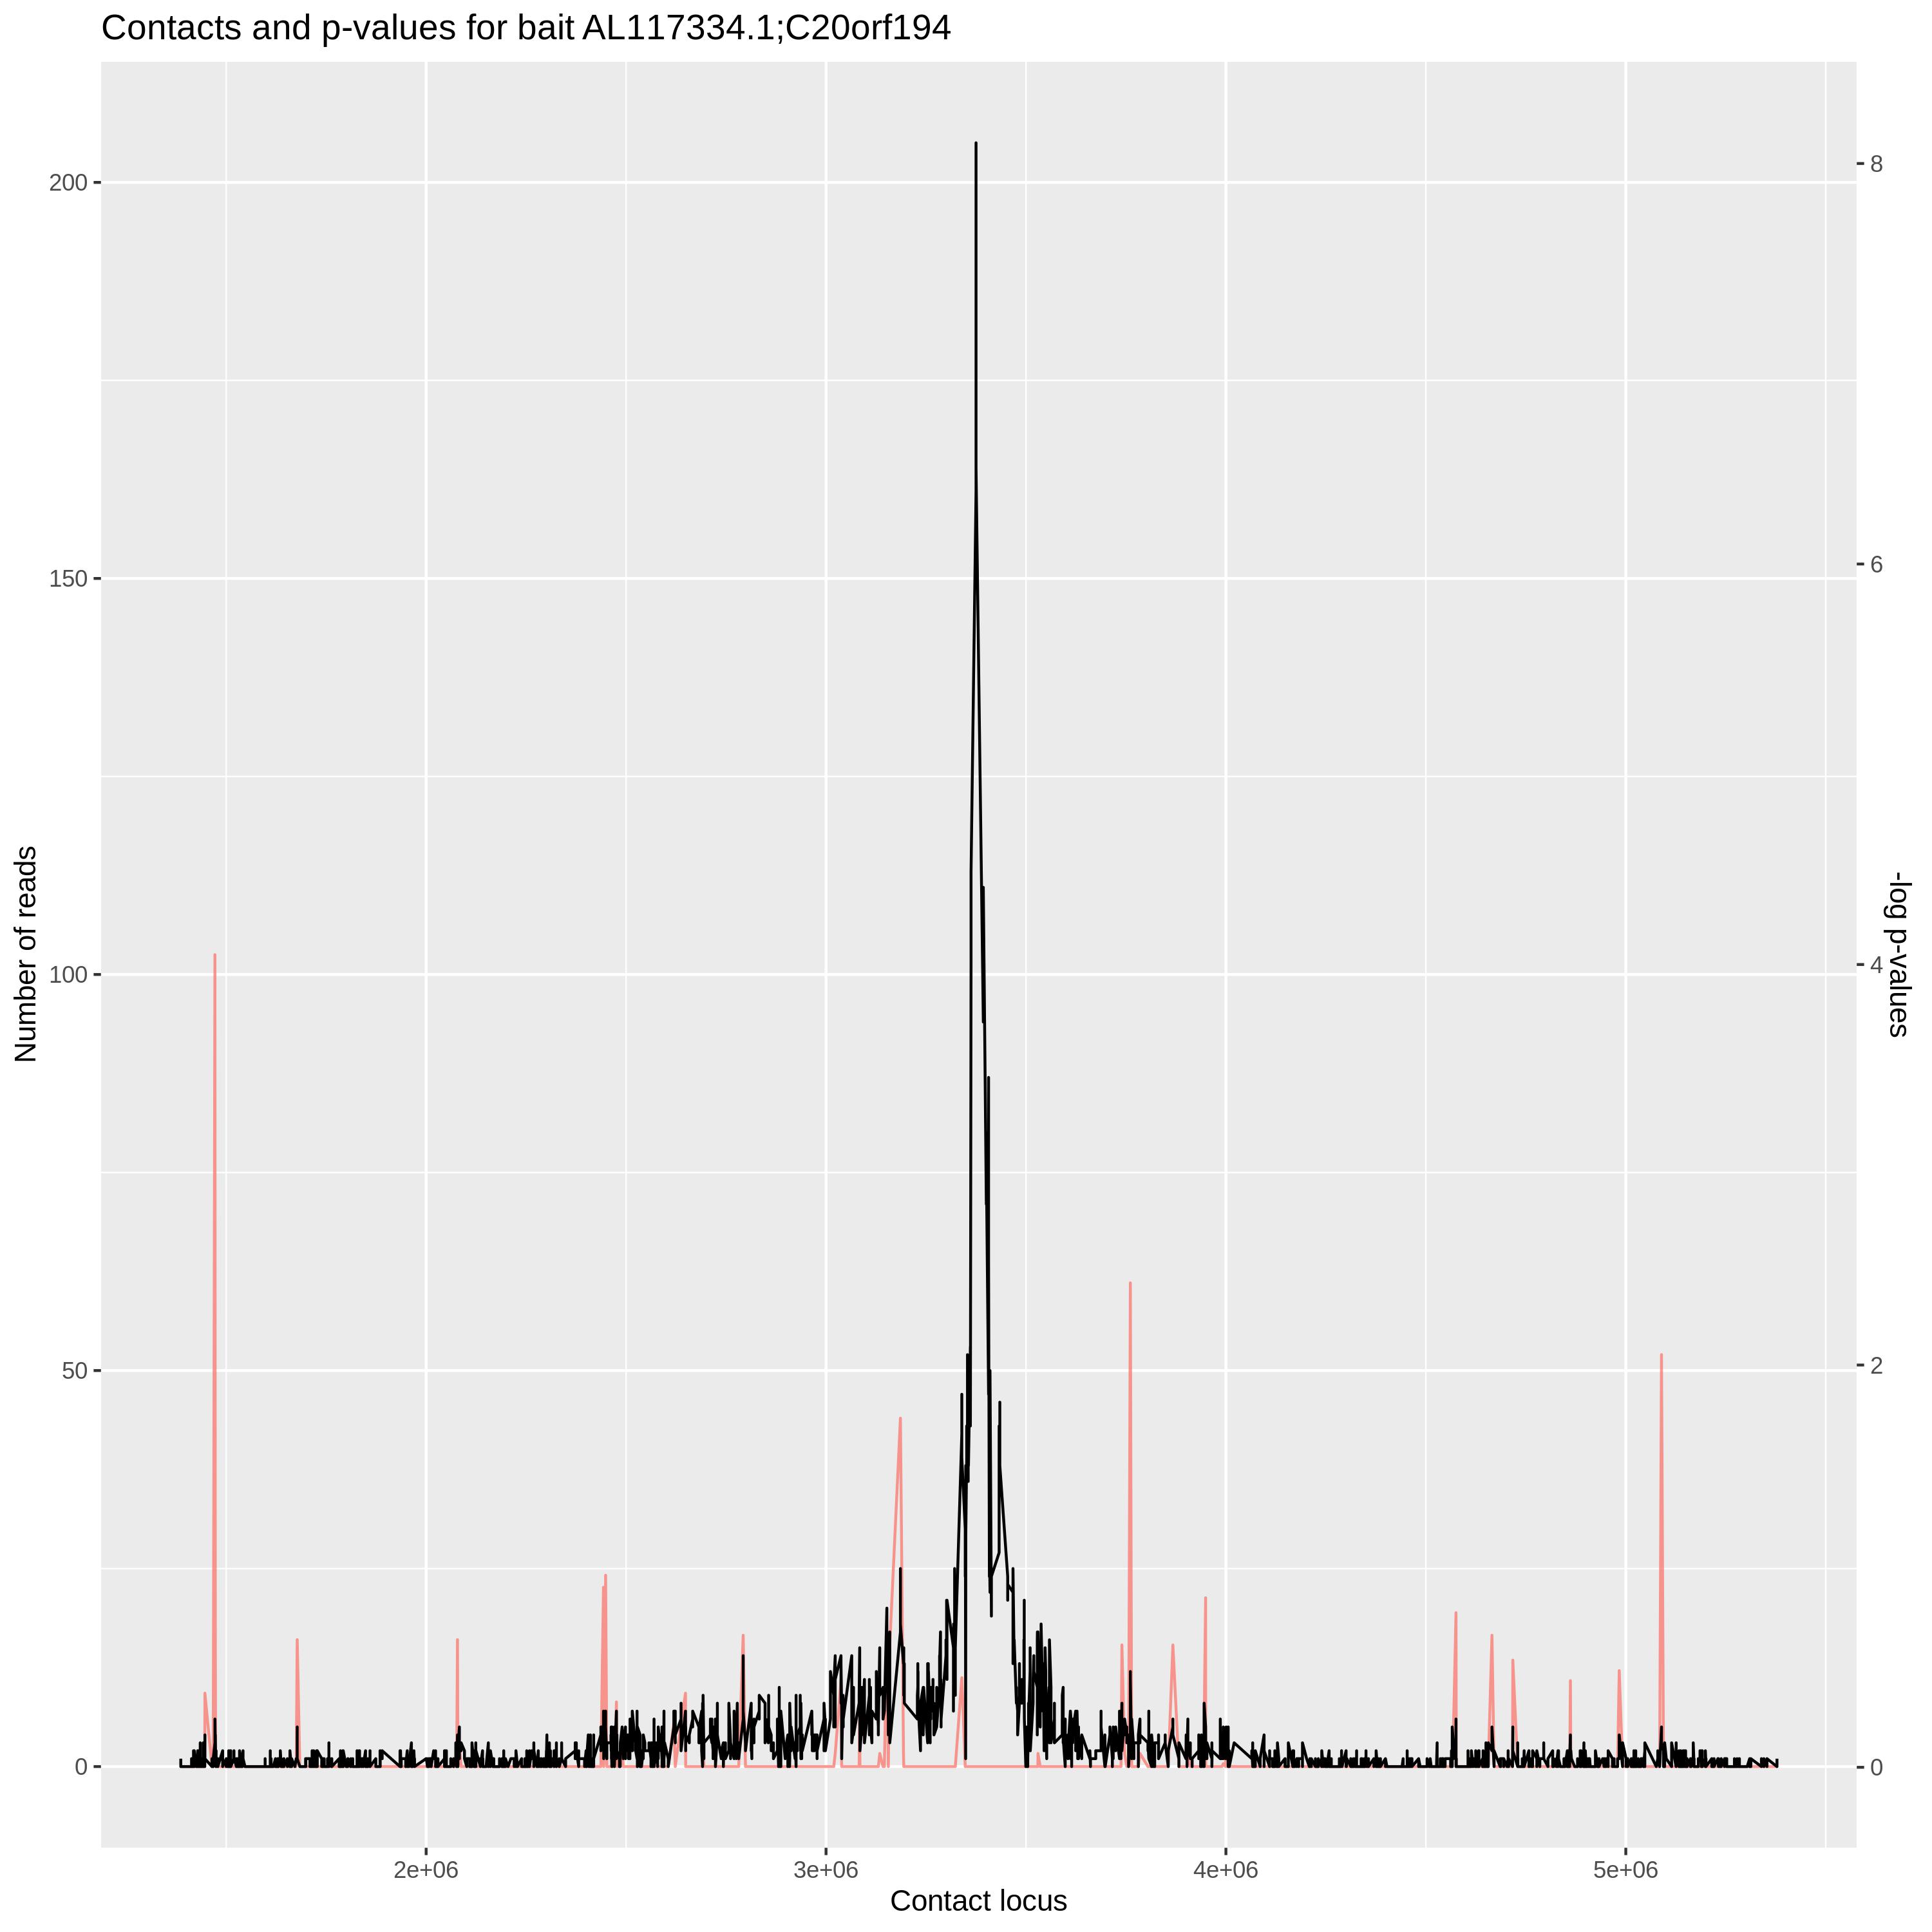 Contacts and p-values for bait AL117334.1;C20orf194
200
150
100
50
0
Number of reads
8
6
4
2
0
-log p-values
2e+06 3e+06 4e+06 5e+06
Contact locus